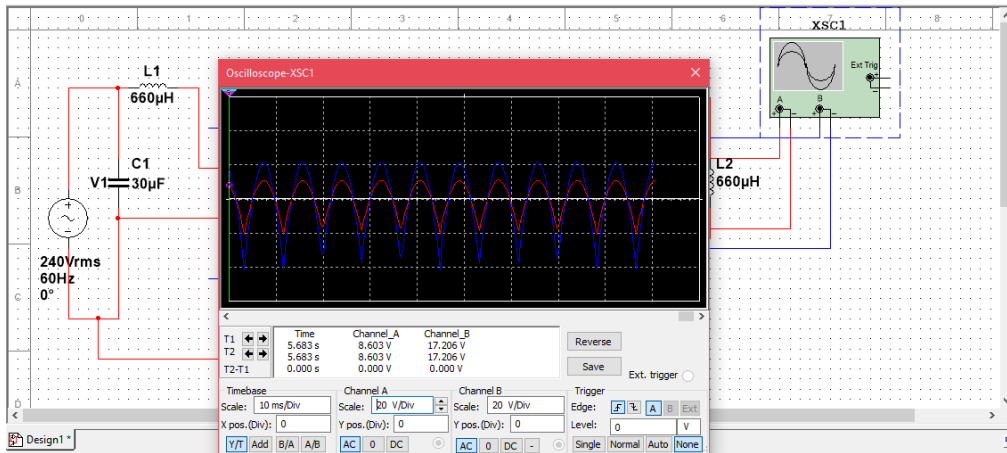 0 1 2 3 4 5 6 7 8
XSC1
Ext Trig
A B
L1
660µH
C1
30µF
V1
240Vrms
60Hz
0°
L2
660µH
A
B
C
D
Oscilloscope-XSC1
Time Channel_A Channel_B
T1 5.683 s 8.603 V 17.206 V
T2 5.683 s 8.603 V 17.206 V
T2-T1 0.000 s 0.000 V 0.000 V
Reverse
Save
Ext. trigger
Timebase
Scale: 10 ms/Div
X pos.(Div): 0
Y/T Add B/A A/B
Channel A
Scale: 20 V/Div
Y pos.(Div): 0
AC 0 DC
Channel B
Scale: 20 V/Div
Y pos.(Div): 0
AC 0 DC -
Trigger
Edge: A B Ext
Level: 0 V
Single Normal Auto None
Design1 *